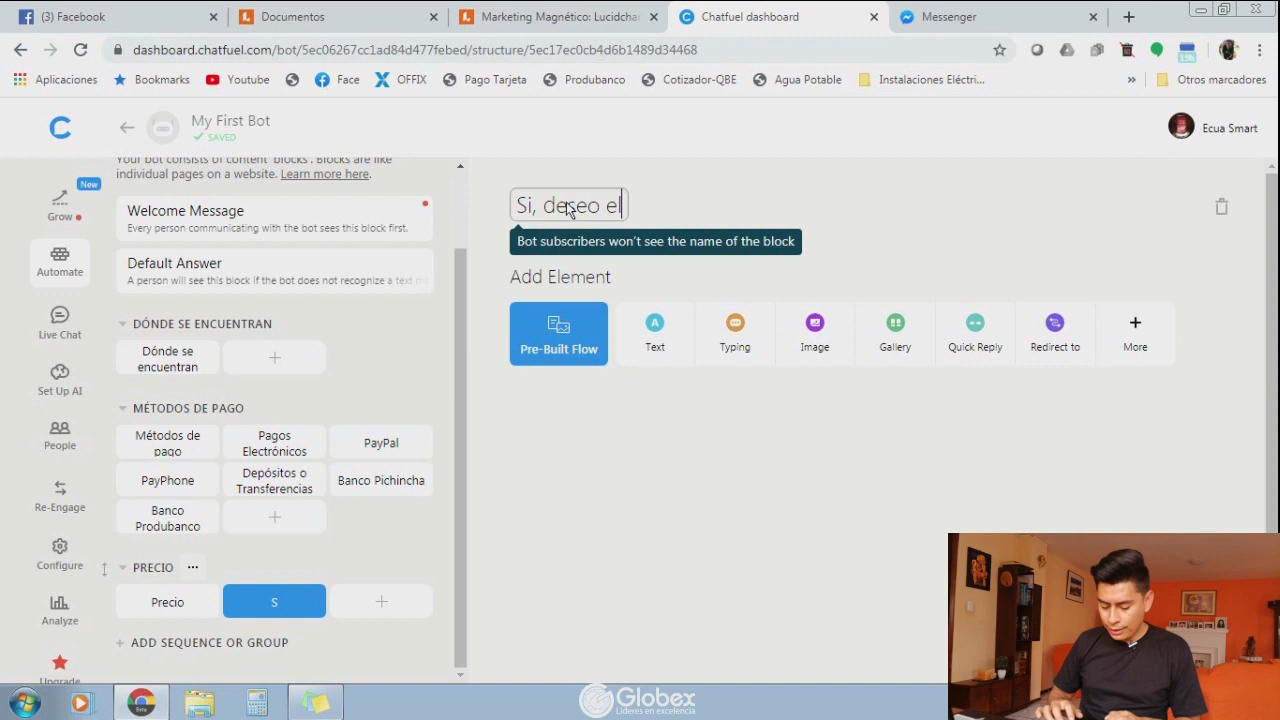 (3) Facebook
Documentos
Marketing Magnético: Lucidchar
Chatfuel dashboard
Messenger
dashboard.chatfuel.com/bot/5ec06267cc1ad84d477febed/structure/5ec17ec0cb4d6b1489d34468
Aplicaciones
Bookmarks
Youtube
Face
OFFIX
Pago Tarjeta
Produbanco
Cotizador-QBE
Agua Potable
Instalaciones Eléctri...
Otros marcadores
My First Bot
SAVED
Ecua Smart
Your bot consists of content 'blocks'. Blocks are like
individual pages on a website. Learn more here.
New
Grow
Automate
Live Chat
Set Up AI
People
Re-Engage
Configure
Analyze
Upgrade
Welcome Message
Every person communicating with the bot sees this block first.
Default Answer
A person will see this block if the bot does not recognize a text
DÓNDE SE ENCUENTRAN
Dónde se
encuentran
MÉTODOS DE PAGO
Métodos de
pago
Pagos
Electrónicos
PayPal
PayPhone
Depósitos o
Transferencias
Banco Pichincha
Banco
Produbanco
PRECIO
Precio
S
ADD SEQUENCE OR GROUP
Si, deseo el
Bot subscribers won't see the name of the block
Add Element
Pre-Built Flow
Text
Typing
Image
Gallery
Quick Reply
Redirect to
More
Globex
Líderes en excelencia